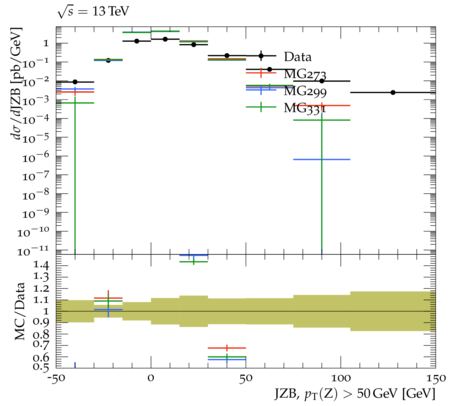 √s = 13 TeV
dσ/dJZB [pb/GeV]
1
10⁻¹
10⁻²
10⁻³
10⁻⁴
10⁻⁵
10⁻⁶
10⁻⁷
10⁻⁸
10⁻⁹
10⁻¹⁰
10⁻¹¹
Data
MG273
MG299
MG331
MC/Data
1.4
1.3
1.2
1.1
1
0.9
0.8
0.7
0.6
0.5
-50 0 50 100 150
JZB, pT(Z) > 50 GeV [GeV]